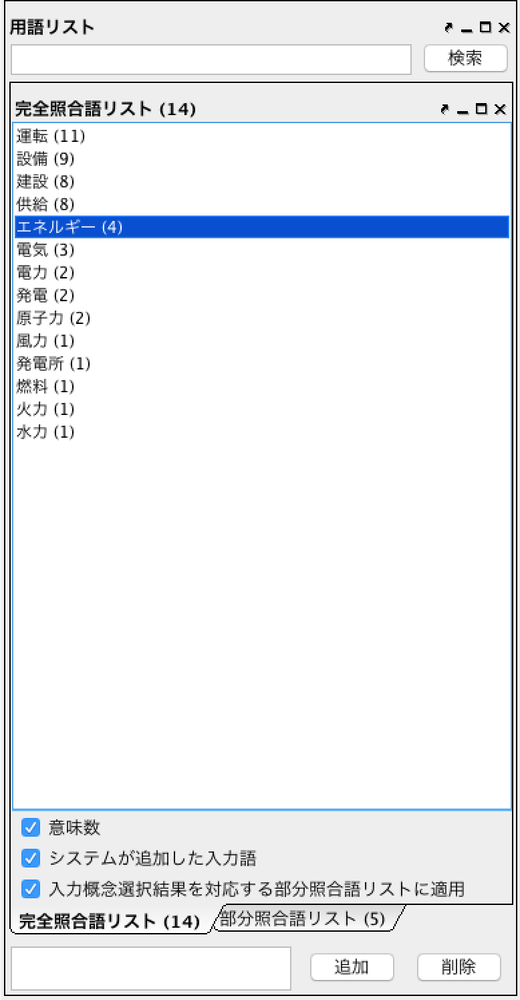 用語リスト
検索
完全照合語リスト (14)
運転 (11)
設備 (9)
建設 (8)
供給 (8)
エネルギー (4)
電気 (3)
電力 (2)
発電 (2)
原子力 (2)
風力 (1)
発電所 (1)
燃料 (1)
火力 (1)
水力 (1)
意味数
システムが追加した入力語
入力概念選択結果を対応する部分照合語リストに適用
完全照合語リスト (14) 部分照合語リスト (5)
追加 削除